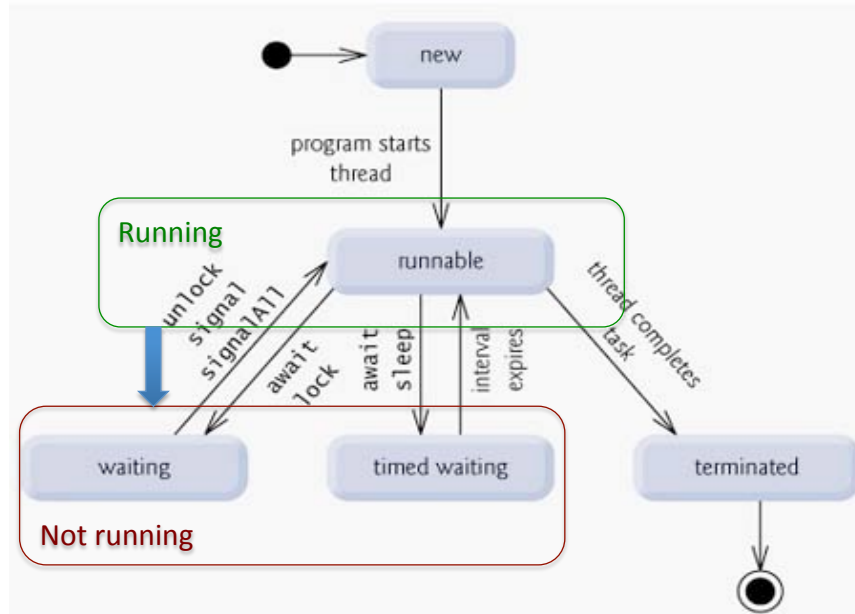 new
program starts
thread
Running
runnable
unlock
signal
signalAll
await
lock
await
sleep
interval
expires
thread completes
task
waiting
timed waiting
terminated
Not running